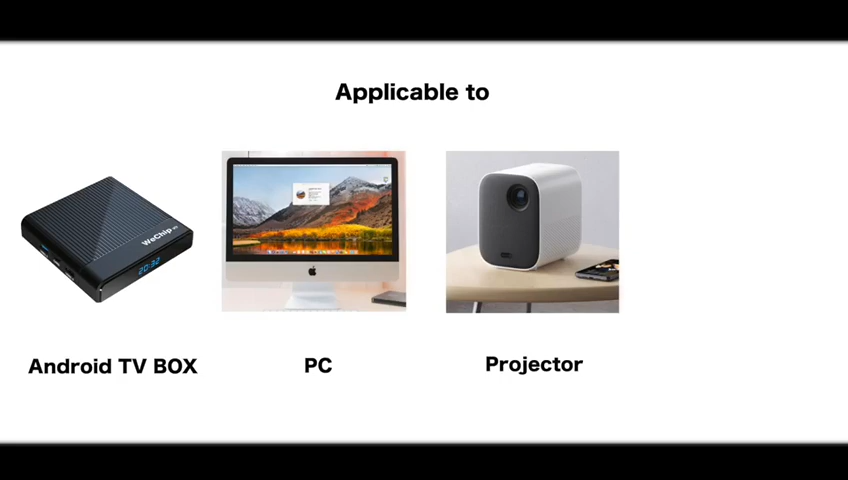 Applicable to
WeChip
20:32
Android TV BOX
PC
Projector